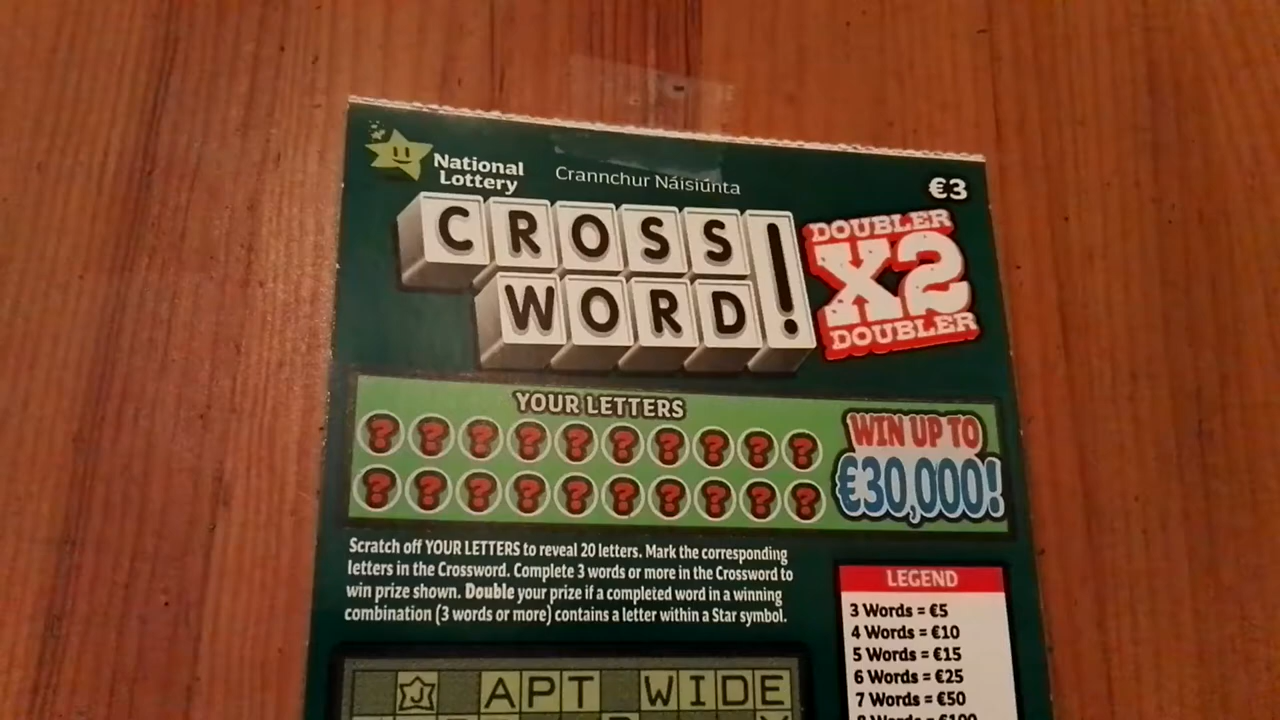 National
Lottery
Crannchur Náisiúnta
€3
CROSS
WORD!
DOUBLER
X2
DOUBLER
YOUR LETTERS
? ? ? ? ? ? ? ? ? ?
? ? ? ? ? ? ? ? ? ?
WIN UP TO
€30,000!
Scratch off YOUR LETTERS to reveal 20 letters. Mark the corresponding
letters in the Crossword. Complete 3 words or more in the Crossword to
win prize shown. Double your prize if a completed word in a winning
combination (3 words or more) contains a letter within a Star symbol.
LEGEND
3 Words = €5
4 Words = €10
5 Words = €15
6 Words = €25
7 Words = €50
8 Words = €100
J APT WIDE